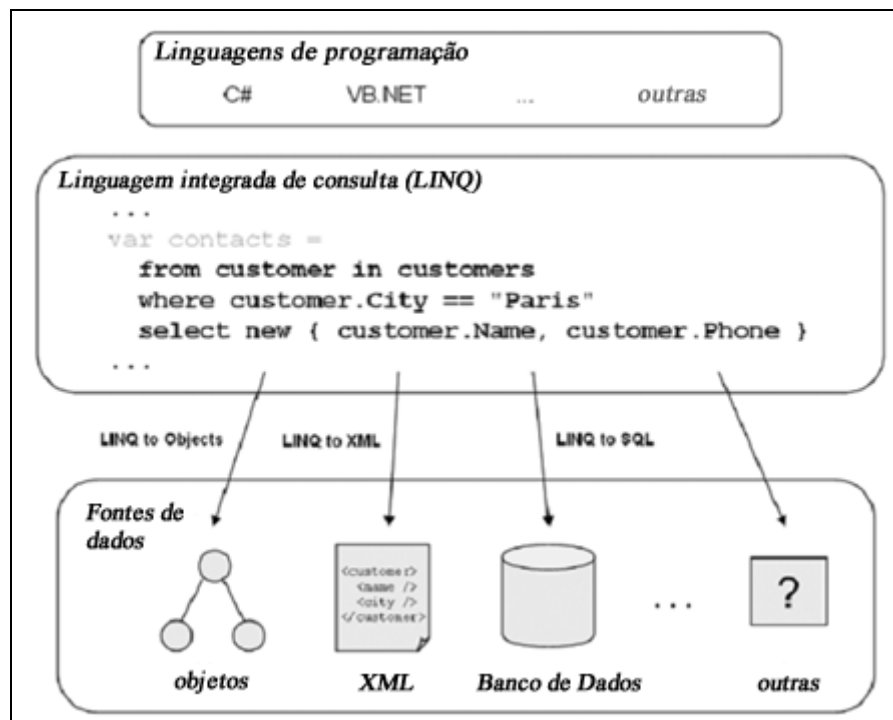 Linguagens de programação
C# VB.NET ... outras
Linguagem integrada de consulta (LINQ)
...
var contacts =
from customer in customers
where customer.City == "Paris"
select new { customer.Name, customer.Phone }
...
LINQ to Objects LINQ to XML LINQ to SQL
Fontes de
dados
<customer>
<name />
<city />
</customer>
... ?
objetos XML Banco de Dados outras